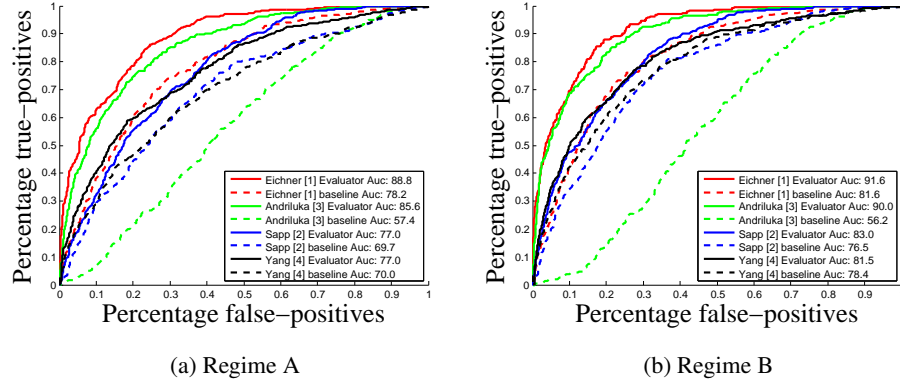 1
0.9
0.8
0.7
0.6
0.5
0.4
0.3
0.2
0.1
0
Percentage true−positives
Eichner [1] Evaluator Auc: 88.8
Eichner [1] baseline Auc: 78.2
Andriluka [3] Evaluator Auc: 85.6
Andriluka [3] baseline Auc: 57.4
Sapp [2] Evaluator Auc: 77.0
Sapp [2] baseline Auc: 69.7
Yang [4] Evaluator Auc: 77.0
Yang [4] baseline Auc: 70.0
0 0.1 0.2 0.3 0.4 0.5 0.6 0.7 0.8 0.9 1
Percentage false−positives
(a) Regime A
1
0.9
0.8
0.7
0.6
0.5
0.4
0.3
0.2
0.1
0
Percentage true−positives
Eichner [1] Evaluator Auc: 91.6
Eichner [1] baseline Auc: 81.6
Andriluka [3] Evaluator Auc: 90.0
Andriluka [3] baseline Auc: 56.2
Sapp [2] Evaluator Auc: 83.0
Sapp [2] baseline Auc: 76.5
Yang [4] Evaluator Auc: 81.5
Yang [4] baseline Auc: 78.4
0 0.1 0.2 0.3 0.4 0.5 0.6 0.7 0.8 0.9
Percentage false−positives
(b) Regime B